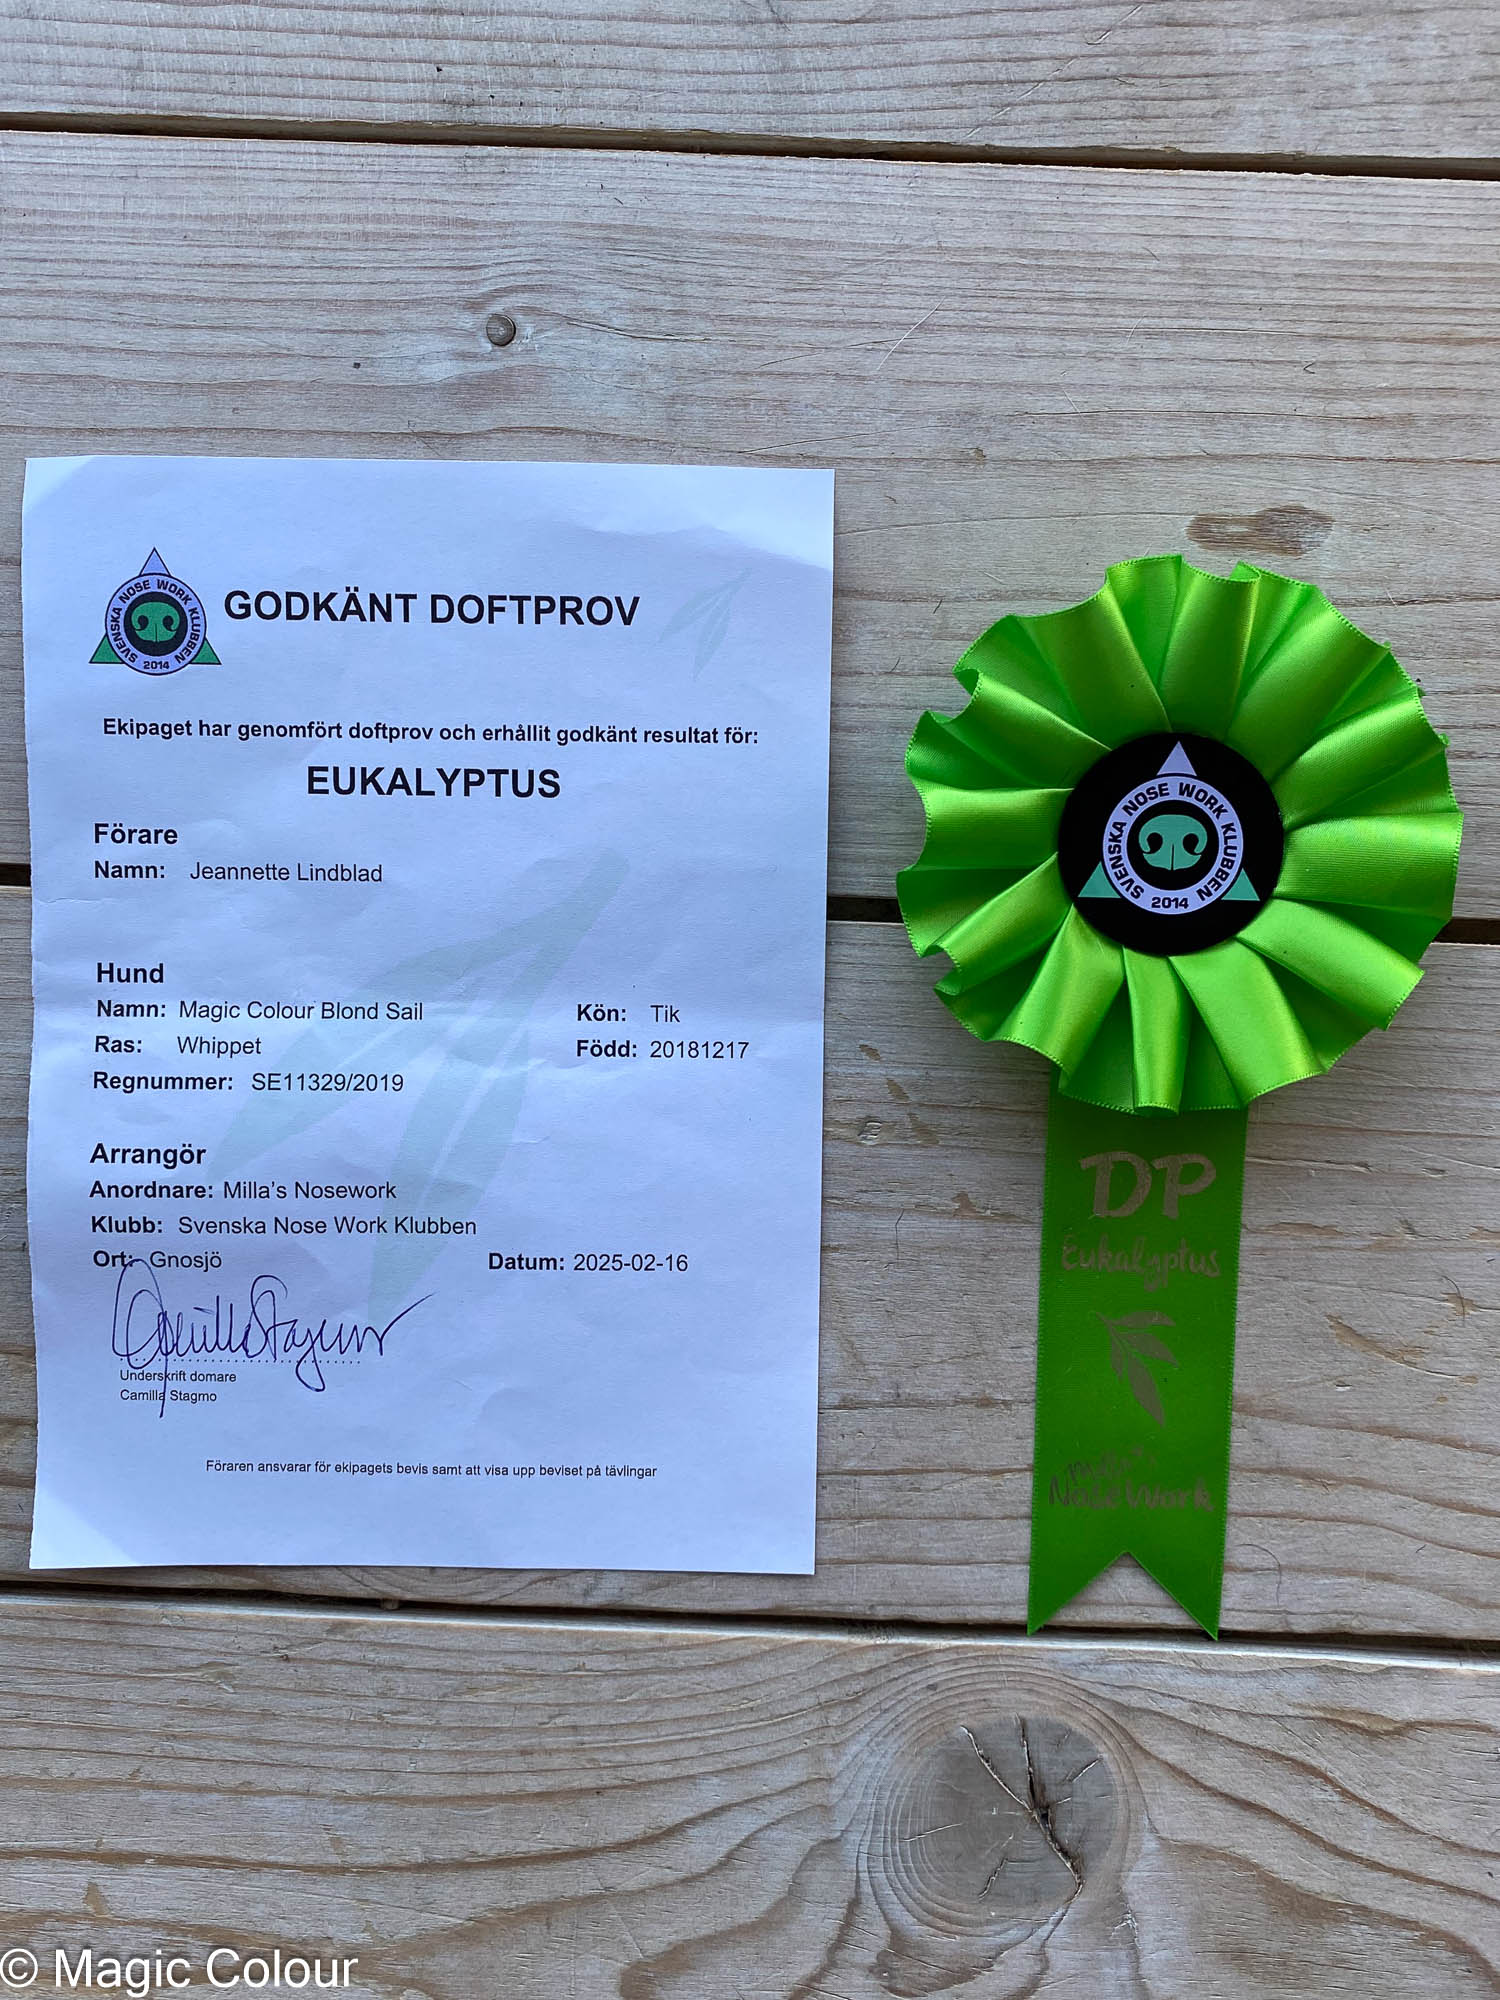 SVENSKA NOSE WORK KLUBBEN
2014
GODKÄNT DOFTPROV
Ekipaget har genomfört doftprov och erhållit godkänt resultat för:
EUKALYPTUS
Förare
Namn: Jeannette Lindblad
Hund
Namn: Magic Colour Blond Sail Kön: Tik
Ras: Whippet Född: 20181217
Regnummer: SE11329/2019
Arrangör
Anordnare: Milla's Nosework
Klubb: Svenska Nose Work Klubben
Ort: Gnosjö Datum: 2025-02-16
Camilla Stagmo
Underskrift domare
Camilla Stagmo
Föraren ansvarar för ekipagets bevis samt att visa upp beviset på tävlingar
SVENSKA NOSE WORK KLUBBEN
2014
DP
Eukalyptus
Milla's
NoseWork
© Magic Colour